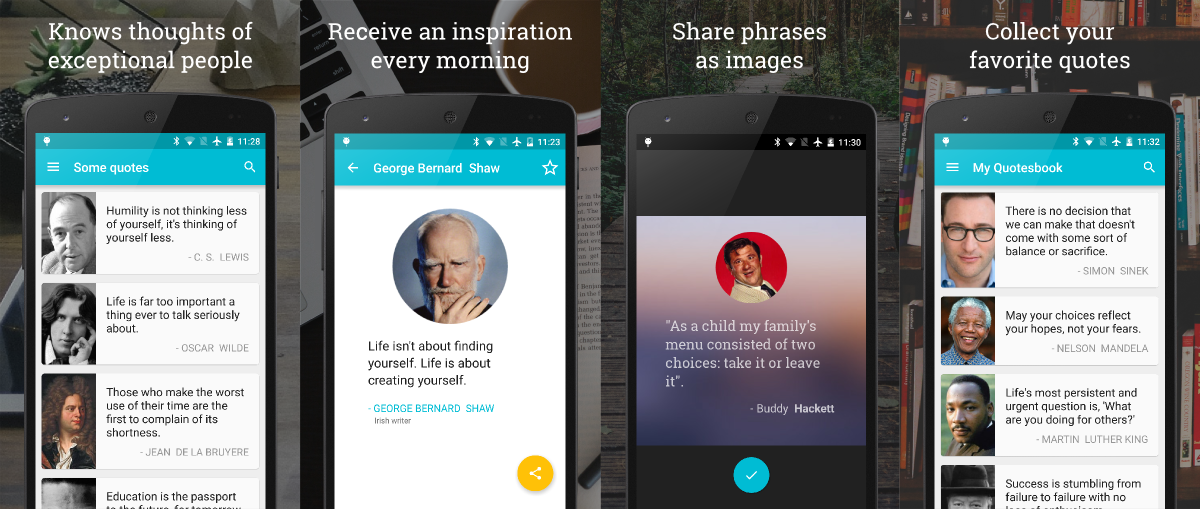 Knows thoughts of
exceptional people
11:28
Some quotes
Humility is not thinking less
of yourself, it's thinking of
yourself less.
- C. S. LEWIS
Life is far too important a
thing ever to talk seriously
about.
- OSCAR WILDE
Those who make the worst
use of their time are the
first to complain of its
shortness.
- JEAN DE LA BRUYERE
Education is the passport
to the future, for tomorrow
Receive an inspiration
every morning
11:23
George Bernard Shaw
Life isn't about finding
yourself. Life is about
creating yourself.
- GEORGE BERNARD SHAW
Irish writer
Share phrases
as images
11:30
"As a child my family's
menu consisted of two
choices: take it or leave
it".
- Buddy Hackett
Collect your
favorite quotes
11:32
My Quotesbook
There is no decision that
we can make that doesn't
come with some sort of
balance or sacrifice.
- SIMON SINEK
May your choices reflect
your hopes, not your fears.
- NELSON MANDELA
Life's most persistent and
urgent question is, 'What
are you doing for others?'
- MARTIN LUTHER KING
Success is stumbling from
failure to failure with no
loss of enthusiasm